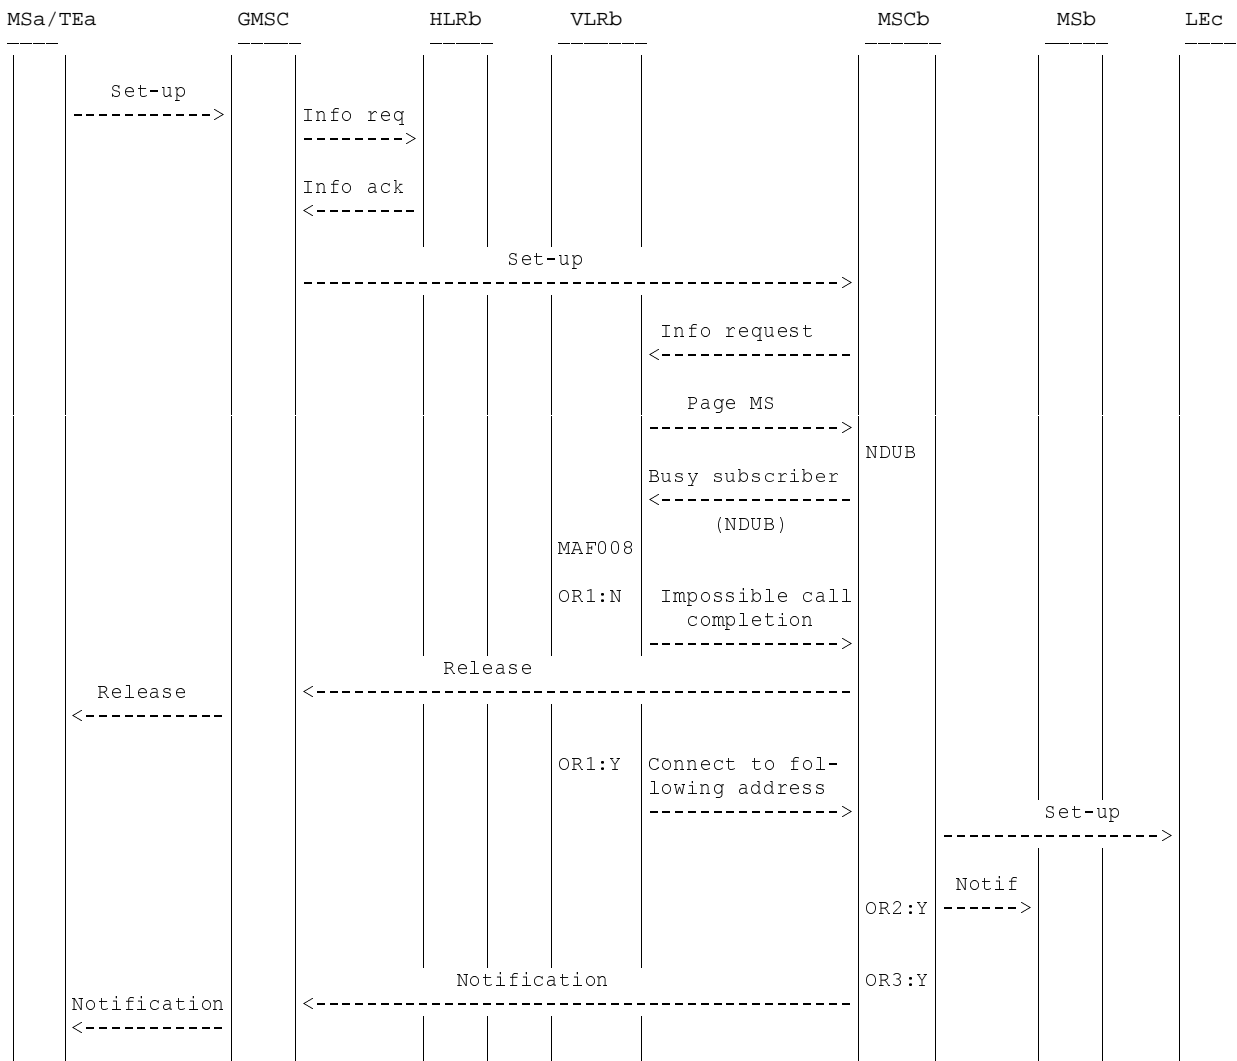 MSa/TEa GMSC HLRb VLRb MSCb MSb LEc
Set-up
Info req
Info ack
Set-up
Info request
Page MS
NDUB
Busy subscriber
(NDUB)
MAF008
OR1:N Impossible call
completion
Release
Release
OR1:Y Connect to fol-
lowing address
Set-up
Notif
OR2:Y
Notification OR3:Y
Notification